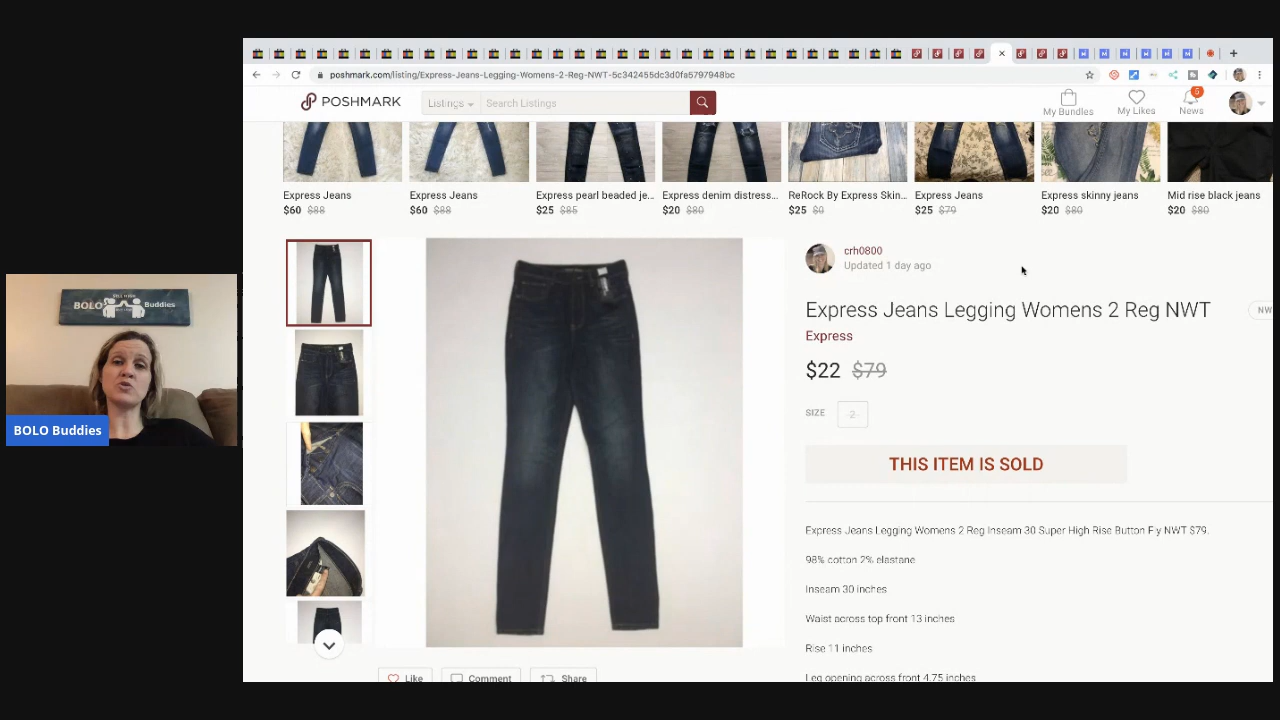 poshmark.com/listing/Express-Jeans-Legging-Womens-2-Reg-NWT-5c342455dc3d0fa5797948bc
POSHMARK
Listings
Search Listings
My Bundles
My Likes
6
News
Express Jeans
$60 $88
Express Jeans
$60 $88
Express pearl beaded je...
$25 $85
Express denim distress...
$20 $80
ReRock By Express Skin...
$25 $0
Express Jeans
$25 $79
Express skinny jeans
$20 $80
Mid rise black jeans
$20 $80
crh0800
Updated 1 day ago
Express Jeans Legging Womens 2 Reg NWT
NW
Express
$22 $79
SIZE
2
THIS ITEM IS SOLD
Express Jeans Legging Womens 2 Reg Inseam 30 Super High Rise Button Fly NWT $79.
98% cotton 2% elastane
Inseam 30 inches
Waist across top front 13 inches
Rise 11 inches
Leg opening across front 4.75 inches
Like
Comment
Share
BOLO Buddies
BOLO Buddies